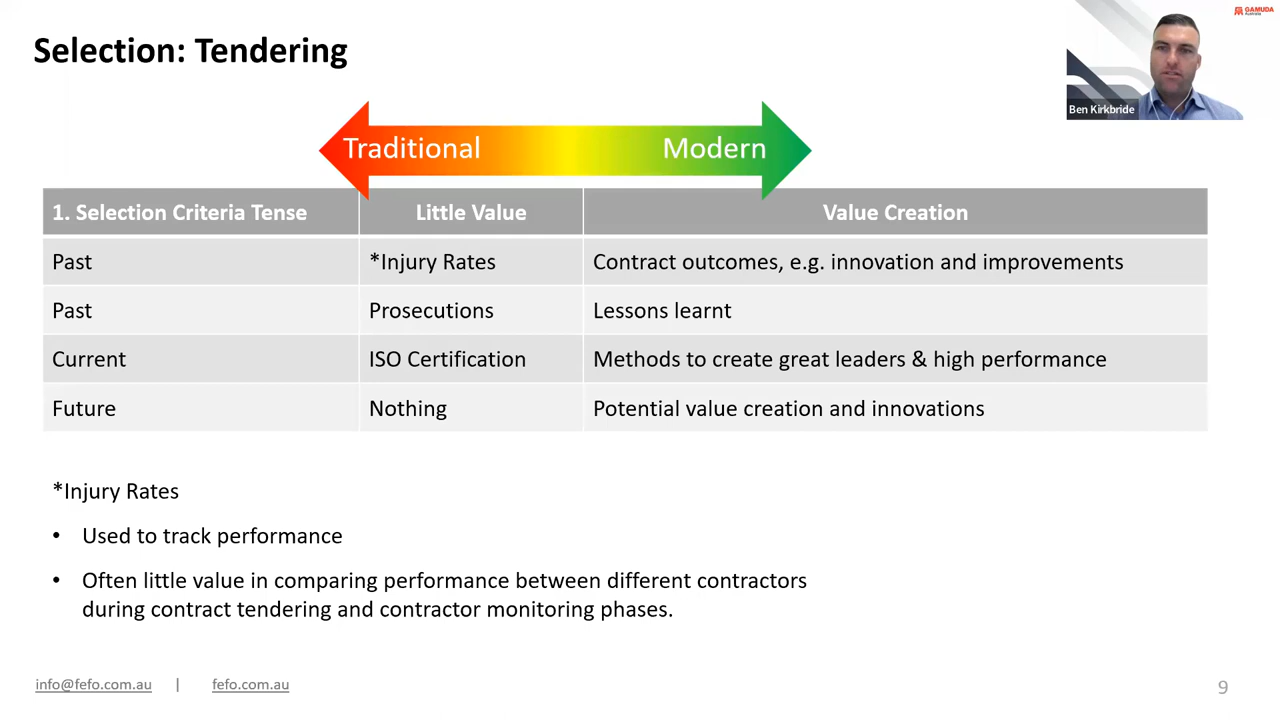 Selection: Tendering
GAMUDA
Australia
Ben Kirkbride
Traditional
Modern
1. Selection Criteria Tense
Little Value
Value Creation
Past
*Injury Rates
Contract outcomes, e.g. innovation and improvements
Past
Prosecutions
Lessons learnt
Current
ISO Certification
Methods to create great leaders & high performance
Future
Nothing
Potential value creation and innovations
*Injury Rates
• Used to track performance
• Often little value in comparing performance between different contractors
during contract tendering and contractor monitoring phases.
info@fefo.com.au | fefo.com.au
9